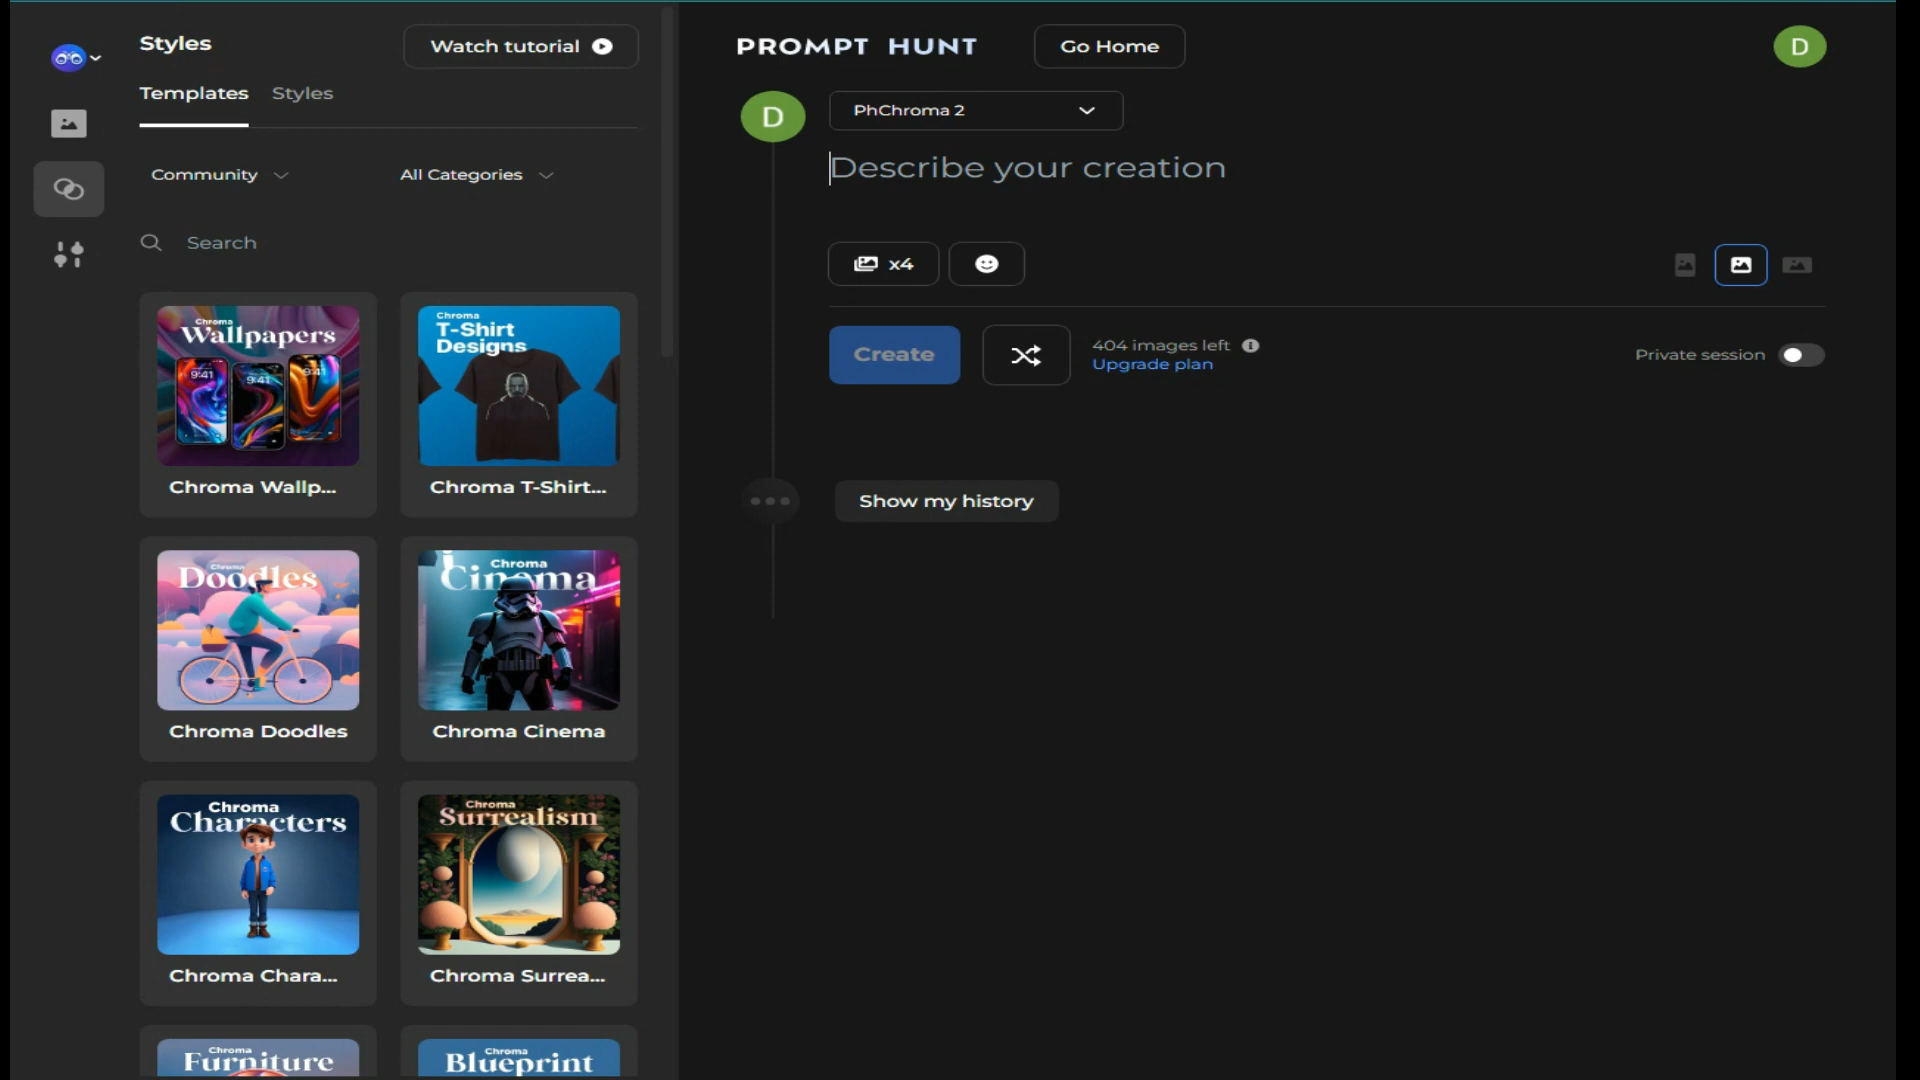 Styles
Watch tutorial
Templates
Styles
Community
All Categories
Search
Chroma
Wallpapers
9:41
9:41
9:41
Chroma Wallp...
Chroma
T-Shirt
Designs
Chroma T-Shirt...
Chroma
Doodles
Chroma Doodles
Chroma
Cinema
Chroma Cinema
Chroma
Characters
Chroma Chara...
Chroma
Surrealism
Chroma Surrea...
Chroma
Furniture
Chroma
Blueprint
PROMPT HUNT
Go Home
D
D
PhChroma 2
Describe your creation
x4
Create
404 images left
Upgrade plan
Private session
Show my history